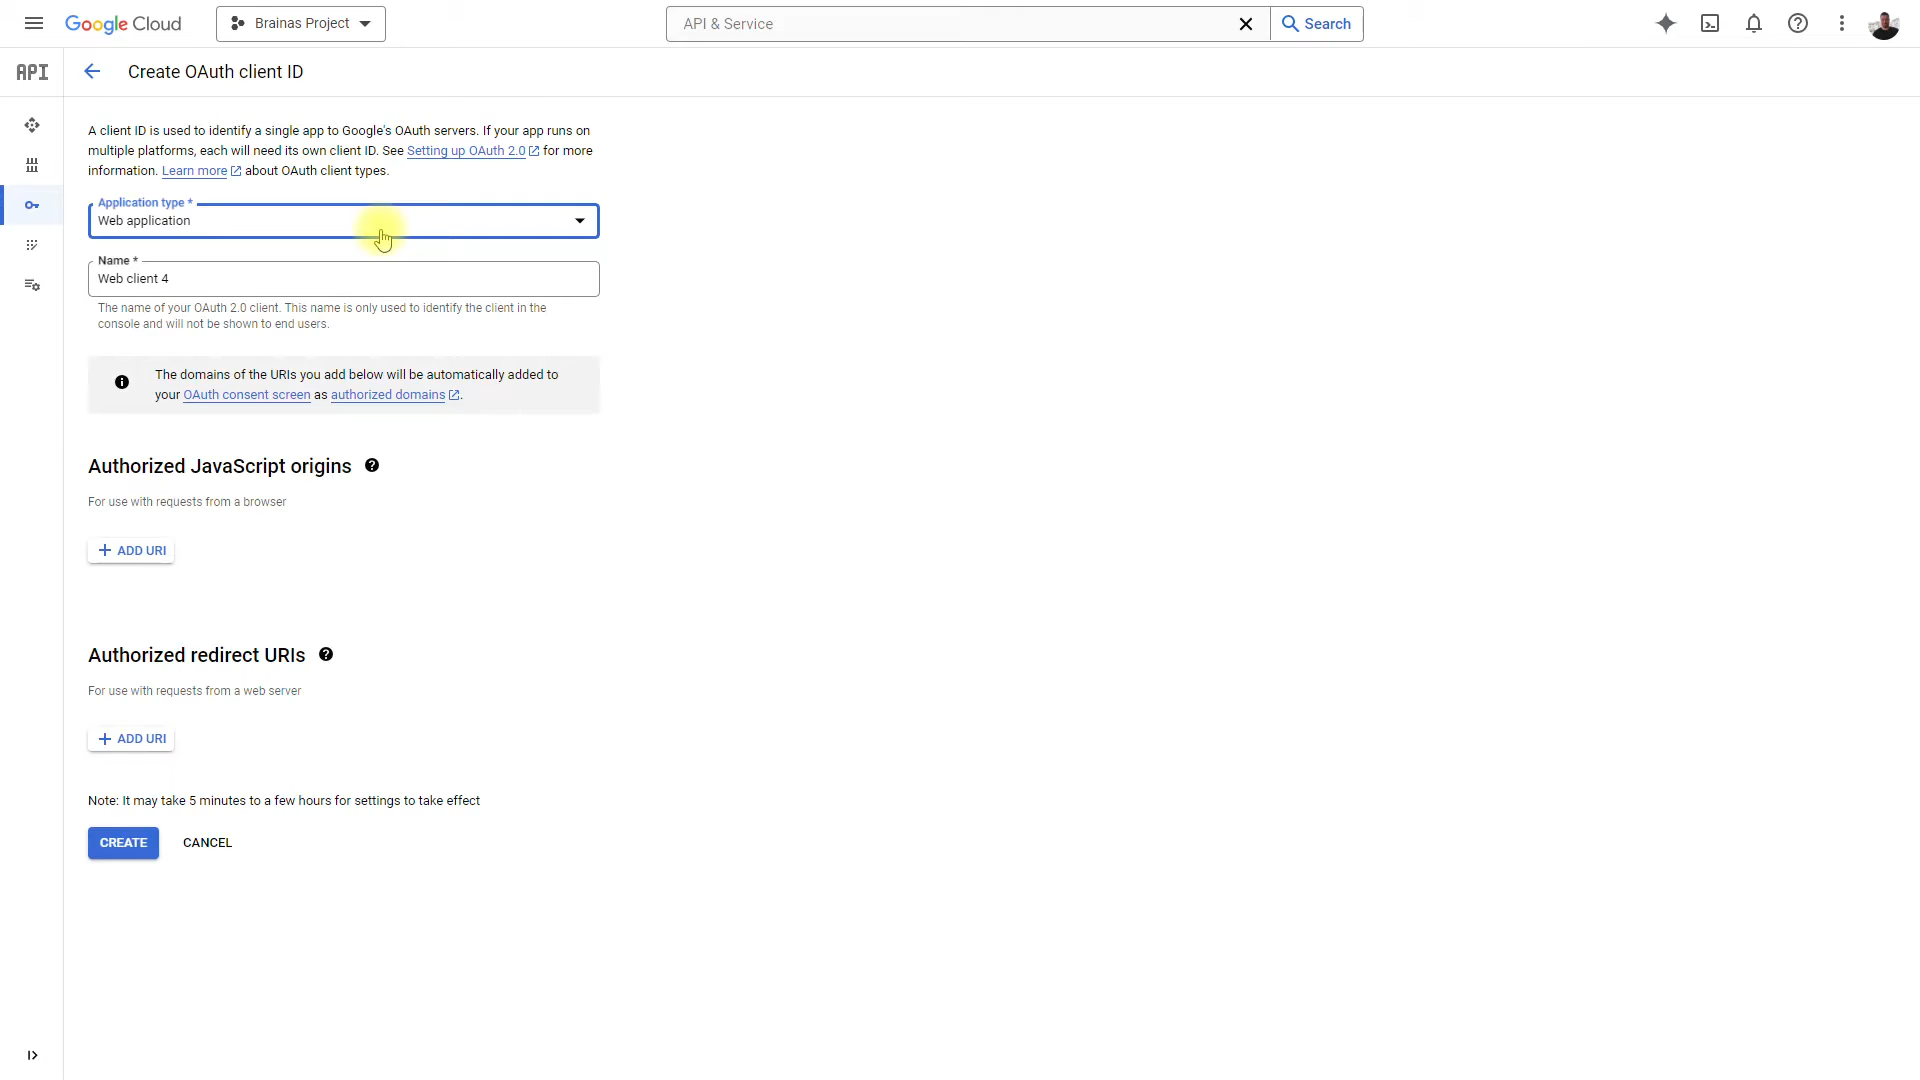 Google Cloud
Brainas Project
API & Service
Search
API
Create OAuth client ID
A client ID is used to identify a single app to Google's OAuth servers. If your app runs on
multiple platforms, each will need its own client ID. See Setting up OAuth 2.0 for more
information. Learn more about OAuth client types.
Application type *
Web application
Name *
Web client 4
The name of your OAuth 2.0 client. This name is only used to identify the client in the
console and will not be shown to end users.
The domains of the URIs you add below will be automatically added to
your OAuth consent screen as authorized domains.
Authorized JavaScript origins
For use with requests from a browser
+ ADD URI
Authorized redirect URIs
For use with requests from a web server
+ ADD URI
Note: It may take 5 minutes to a few hours for settings to take effect
CREATE
CANCEL